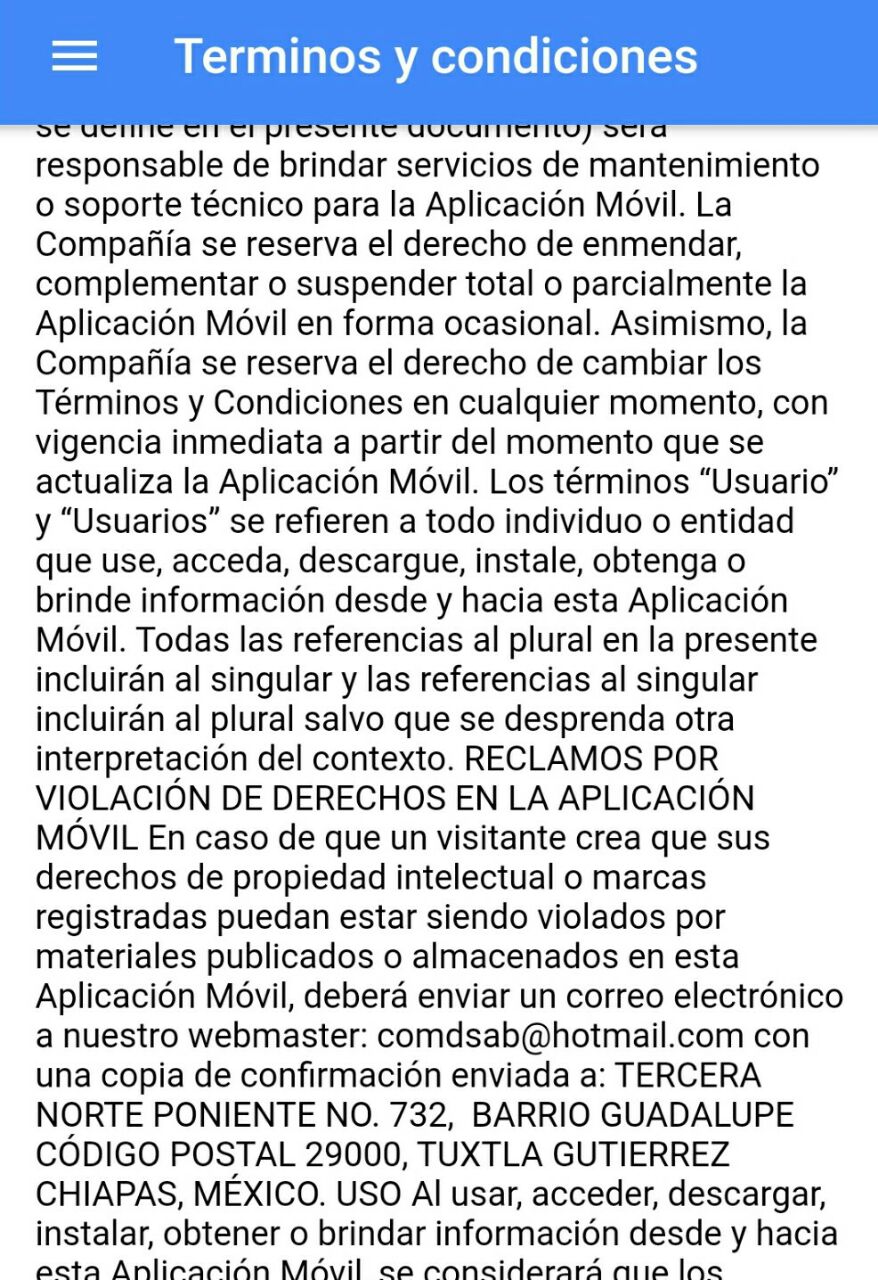 Terminos y condiciones
se define en el presente documento) será
responsable de brindar servicios de mantenimiento
o soporte técnico para la Aplicación Móvil. La
Compañía se reserva el derecho de enmendar,
complementar o suspender total o parcialmente la
Aplicación Móvil en forma ocasional. Asimismo, la
Compañía se reserva el derecho de cambiar los
Términos y Condiciones en cualquier momento, con
vigencia inmediata a partir del momento que se
actualiza la Aplicación Móvil. Los términos “Usuario”
y “Usuarios” se refieren a todo individuo o entidad
que use, acceda, descargue, instale, obtenga o
brinde información desde y hacia esta Aplicación
Móvil. Todas las referencias al plural en la presente
incluirán al singular y las referencias al singular
incluirán al plural salvo que se desprenda otra
interpretación del contexto. RECLAMOS POR
VIOLACIÓN DE DERECHOS EN LA APLICACIÓN
MÓVIL En caso de que un visitante crea que sus
derechos de propiedad intelectual o marcas
registradas puedan estar siendo violados por
materiales publicados o almacenados en esta
Aplicación Móvil, deberá enviar un correo electrónico
a nuestro webmaster: comdsab@hotmail.com con
una copia de confirmación enviada a: TERCERA
NORTE PONIENTE NO. 732,  BARRIO GUADALUPE
CÓDIGO POSTAL 29000, TUXTLA GUTIERREZ
CHIAPAS, MÉXICO. USO Al usar, acceder, descargar,
instalar, obtener o brindar información desde y hacia
esta Aplicación Móvil, se considerará que los